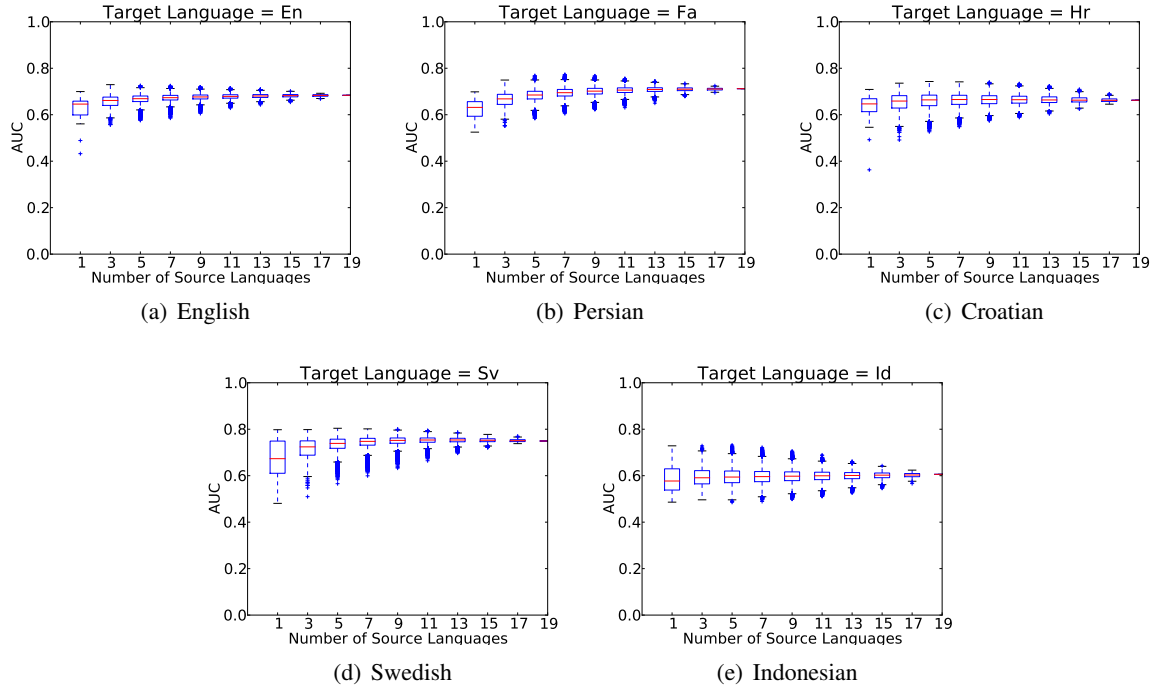 Target Language = En
1.0
0.8
0.6
0.4
0.2
0.0
AUC
1 3 5 7 9 11 13 15 17 19
Number of Source Languages
(a) English
Target Language = Fa
1.0
0.8
0.6
0.4
0.2
0.0
AUC
1 3 5 7 9 11 13 15 17 19
Number of Source Languages
(b) Persian
Target Language = Hr
1.0
0.8
0.6
0.4
0.2
0.0
AUC
1 3 5 7 9 11 13 15 17 19
Number of Source Languages
(c) Croatian
Target Language = Sv
1.0
0.8
0.6
0.4
0.2
0.0
AUC
1 3 5 7 9 11 13 15 17 19
Number of Source Languages
(d) Swedish
Target Language = Id
1.0
0.8
0.6
0.4
0.2
0.0
AUC
1 3 5 7 9 11 13 15 17 19
Number of Source Languages
(e) Indonesian